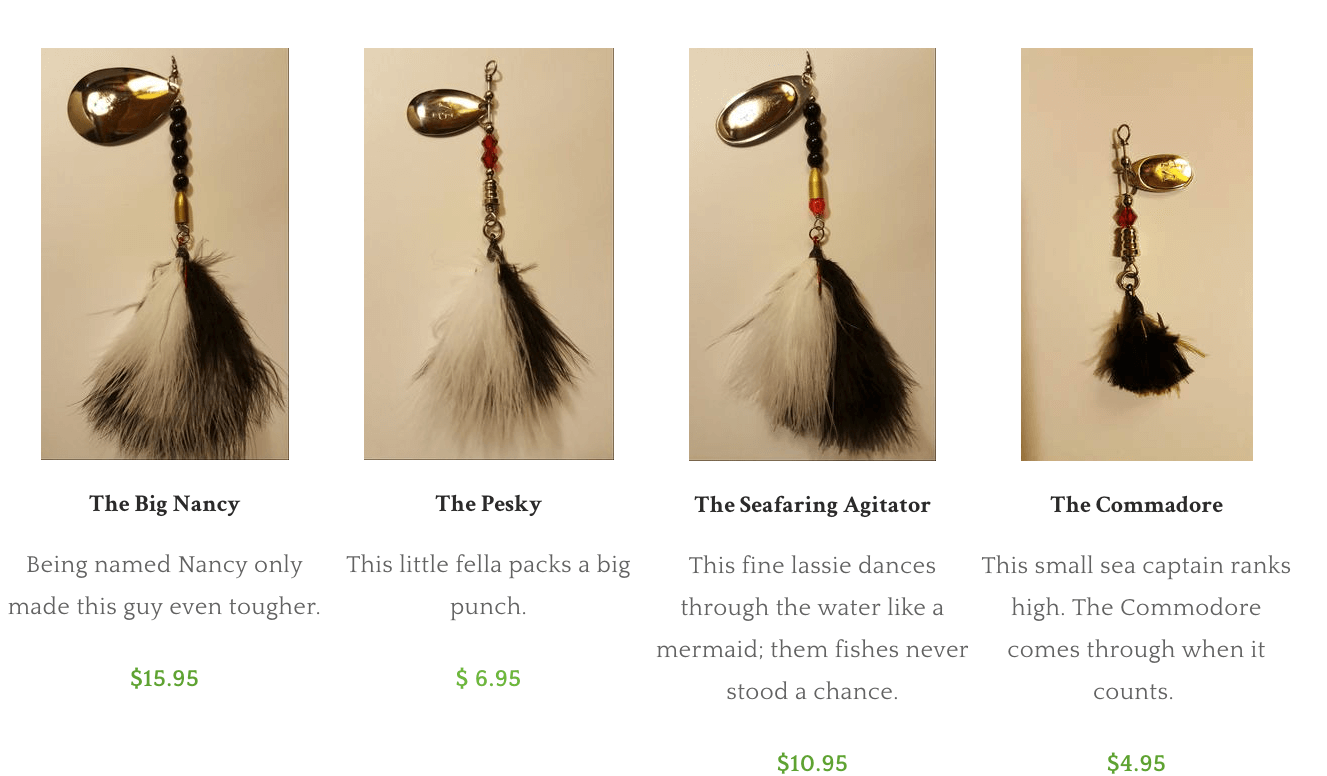 The Big Nancy
Being named Nancy only
made this guy even tougher.
$15.95
The Pesky
This little fella packs a big
punch.
$ 6.95
The Seafaring Agitator
This fine lassie dances
through the water like a
mermaid; them fishes never
stood a chance.
$10.95
The Commadore
This small sea captain ranks
high. The Commodore
comes through when it
counts.
$4.95